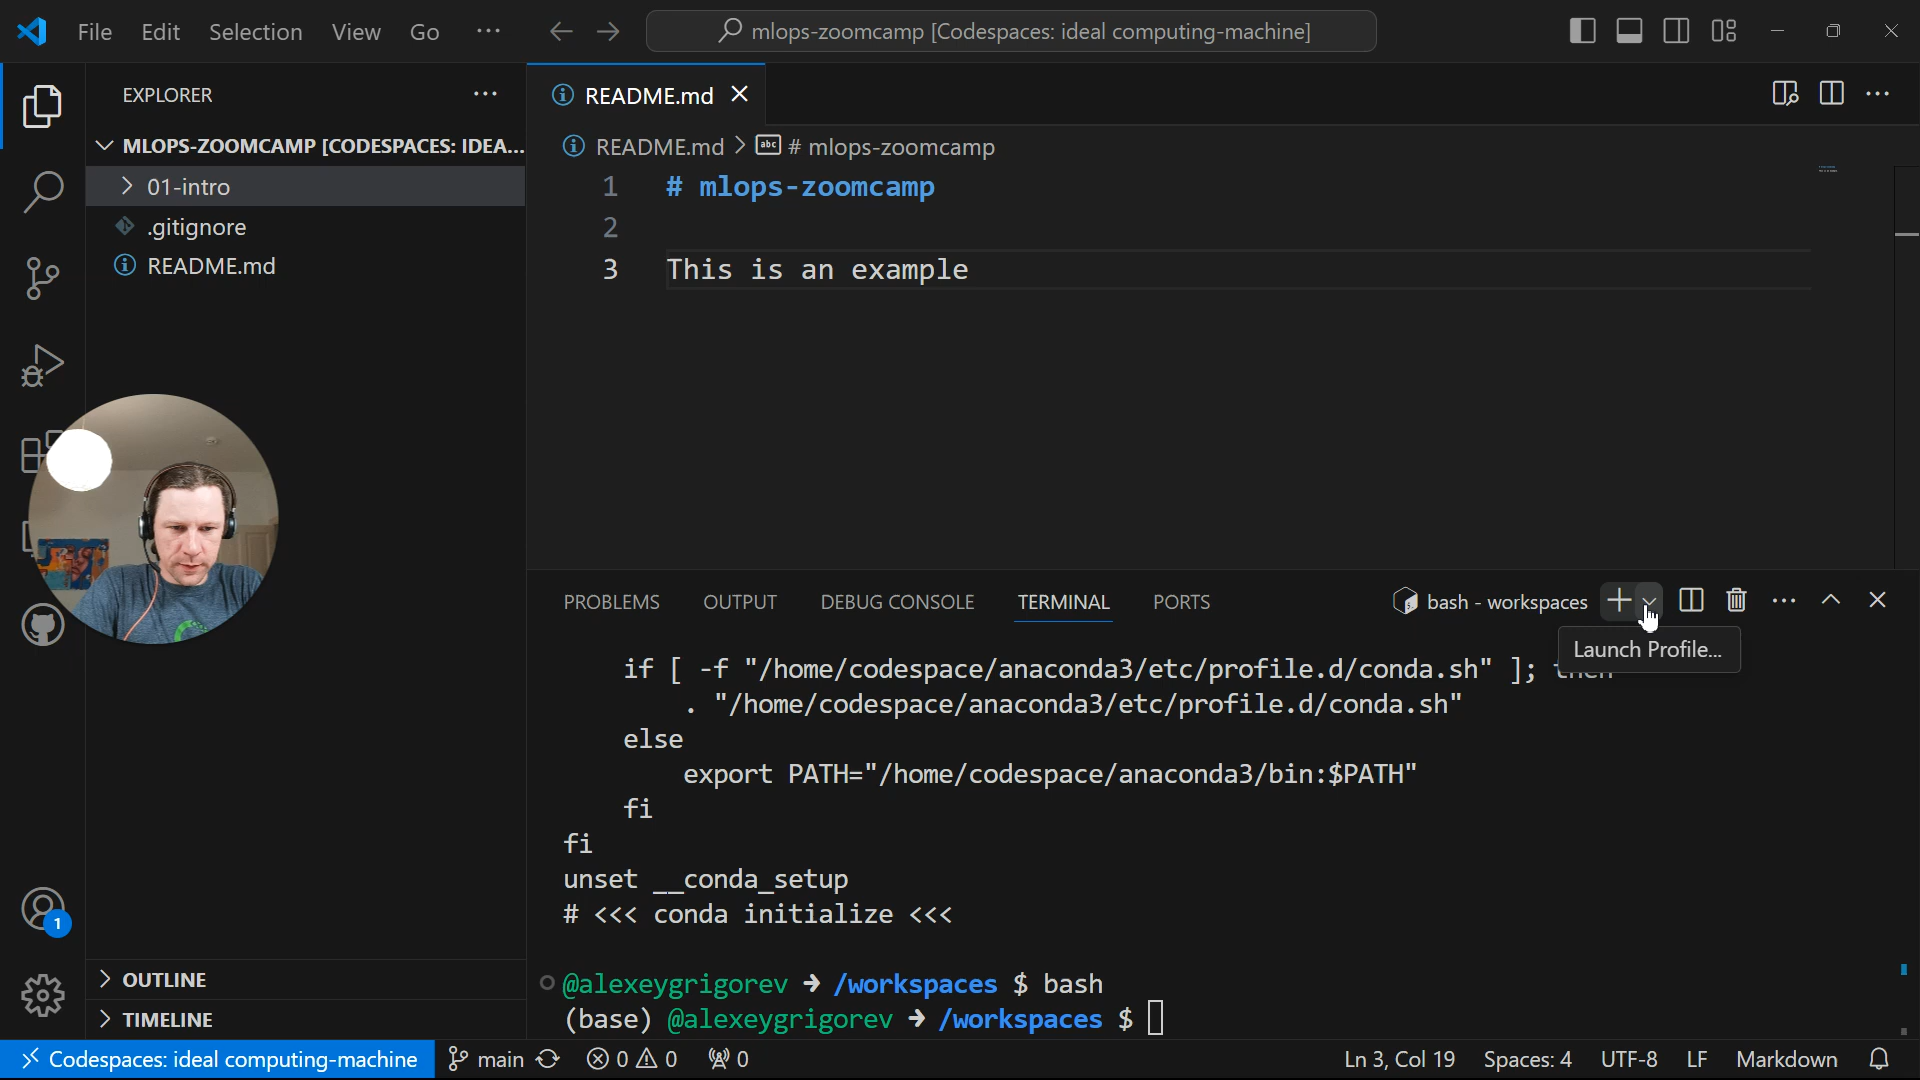 File Edit Selection View Go ··· mlops-zoomcamp [Codespaces: ideal computing-machine]
EXPLORER ···
README.md
MLOPS-ZOOMCAMP [CODESPACES: IDEA...
README.md > # mlops-zoomcamp
01-intro
.gitignore
README.md
1 # mlops-zoomcamp
2
3 This is an example
PROBLEMS OUTPUT DEBUG CONSOLE TERMINAL PORTS bash - workspaces
Launch Profile...
if [ -f "/home/codespace/anaconda3/etc/profile.d/conda.sh" ]; then
. "/home/codespace/anaconda3/etc/profile.d/conda.sh"
else
export PATH="/home/codespace/anaconda3/bin:$PATH"
fi
fi
unset __conda_setup
# <<< conda initialize <<<
@alexeygrigorev ➜ /workspaces $ bash
(base) @alexeygrigorev ➜ /workspaces $
1
OUTLINE
TIMELINE
Codespaces: ideal computing-machine main 0 0 0 Ln 3, Col 19 Spaces: 4 UTF-8 LF Markdown